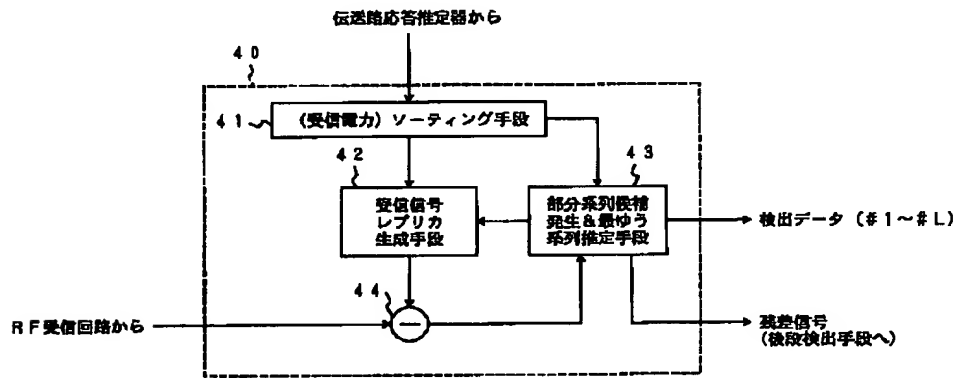 伝送路応答推定器から
40
41
(受信電力) ソーティング手段
42
43
受信信号
レプリカ
生成手段
部分系列候補
発生&最ゆう
系列推定手段
検出データ (#1~#L)
44
RF受信回路から
残差信号
(後段検出手段へ)